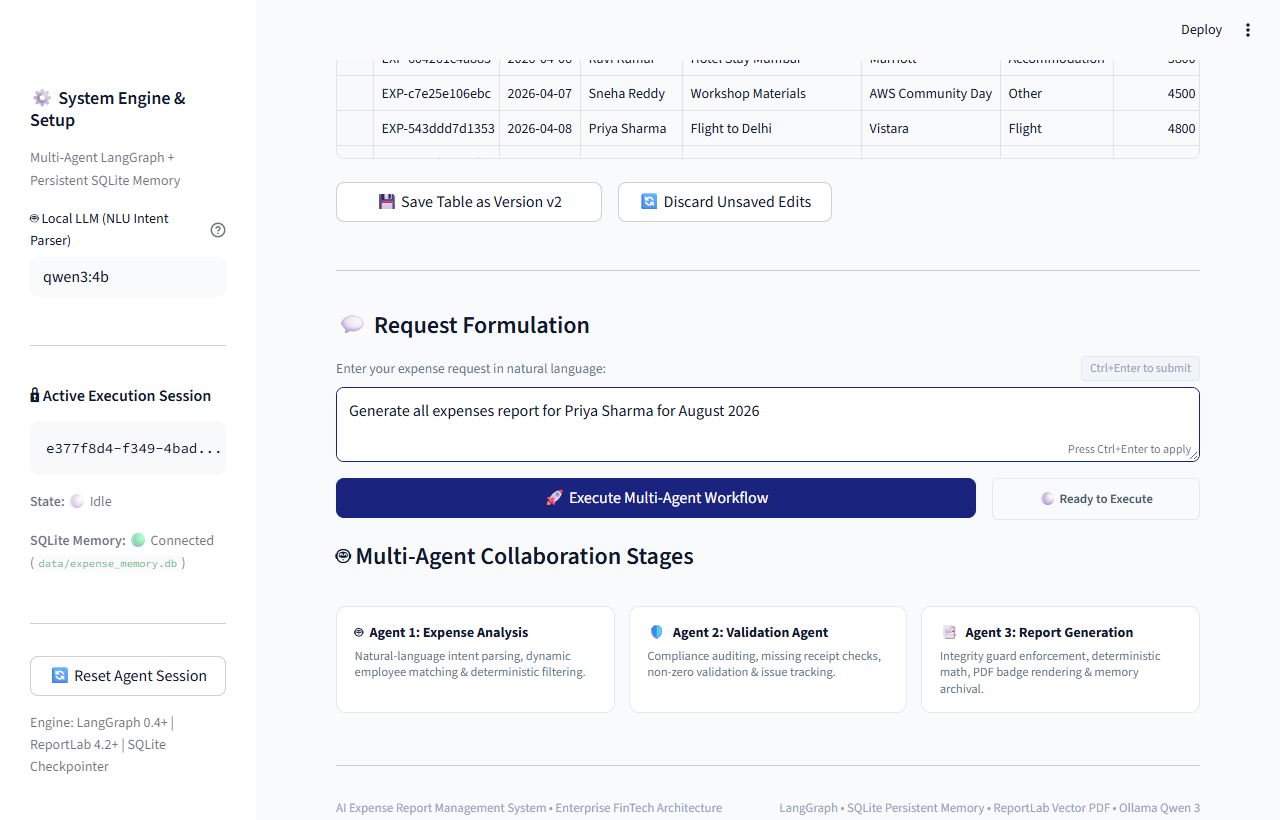 Deploy
System Engine &
Setup
Multi-Agent LangGraph +
Persistent SQLite Memory
Local LLM (NLU Intent
Parser)
qwen3:4b
Active Execution Session
e377f8d4-f349-4bad...
State: Idle
SQLite Memory: Connected
( data/expense_memory.db )
Reset Agent Session
Engine: LangGraph 0.4+ |
ReportLab 4.2+ | SQLite
Checkpointer
EXP-c7e25e106ebc 2026-04-07 Sneha Reddy Workshop Materials AWS Community Day Other 4500
EXP-543ddd7d1353 2026-04-08 Priya Sharma Flight to Delhi Vistara Flight 4800
Save Table as Version v2 Discard Unsaved Edits
Request Formulation
Enter your expense request in natural language: Ctrl+Enter to submit
Generate all expenses report for Priya Sharma for August 2026
Press Ctrl+Enter to apply
Execute Multi-Agent Workflow Ready to Execute
Multi-Agent Collaboration Stages
Agent 1: Expense Analysis
Natural-language intent parsing, dynamic
employee matching & deterministic filtering.
Agent 2: Validation Agent
Compliance auditing, missing receipt checks,
non-zero validation & issue tracking.
Agent 3: Report Generation
Integrity guard enforcement, deterministic
math, PDF badge rendering & memory
archival.
AI Expense Report Management System • Enterprise FinTech Architecture LangGraph • SQLite Persistent Memory • ReportLab Vector PDF • Ollama Qwen 3